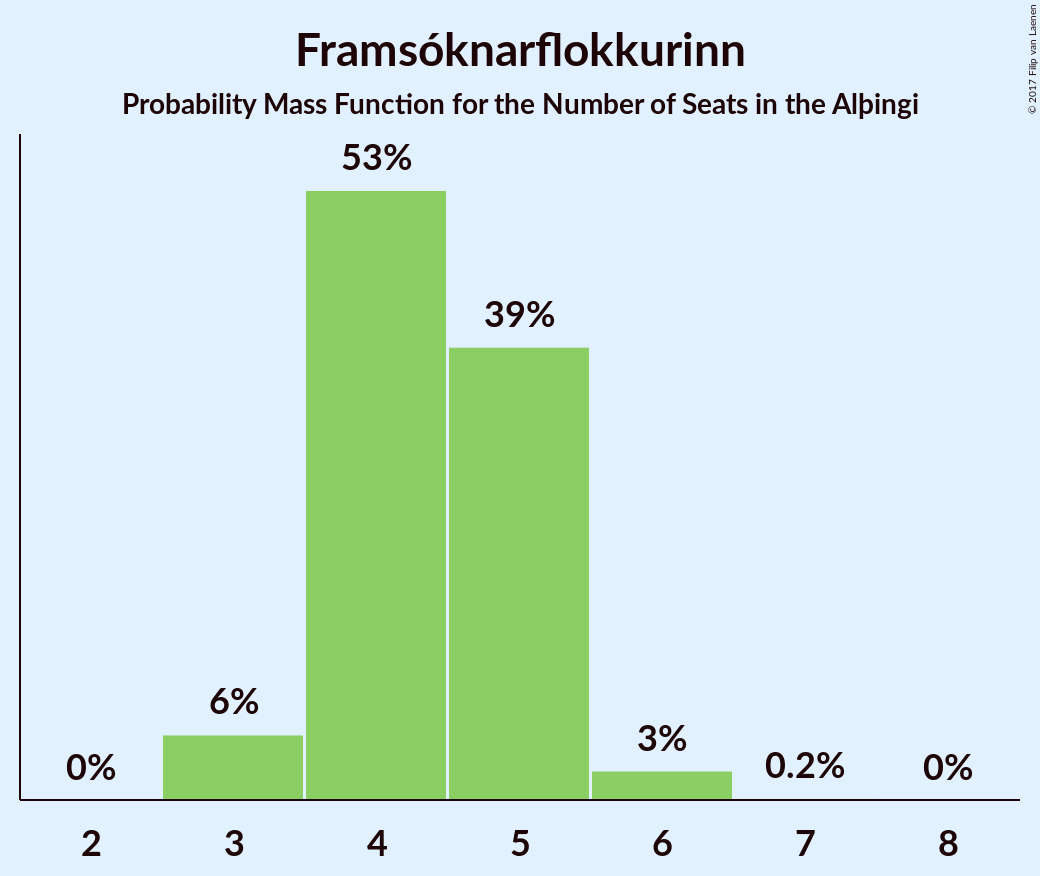 Framsóknarflokkurinn
Probability Mass Function for the Number of Seats in the Alþingi
© 2017 Filip van Laenen
53%
39%
6%
3%
0%
0.2%
0%
2 3 4 5 6 7 8